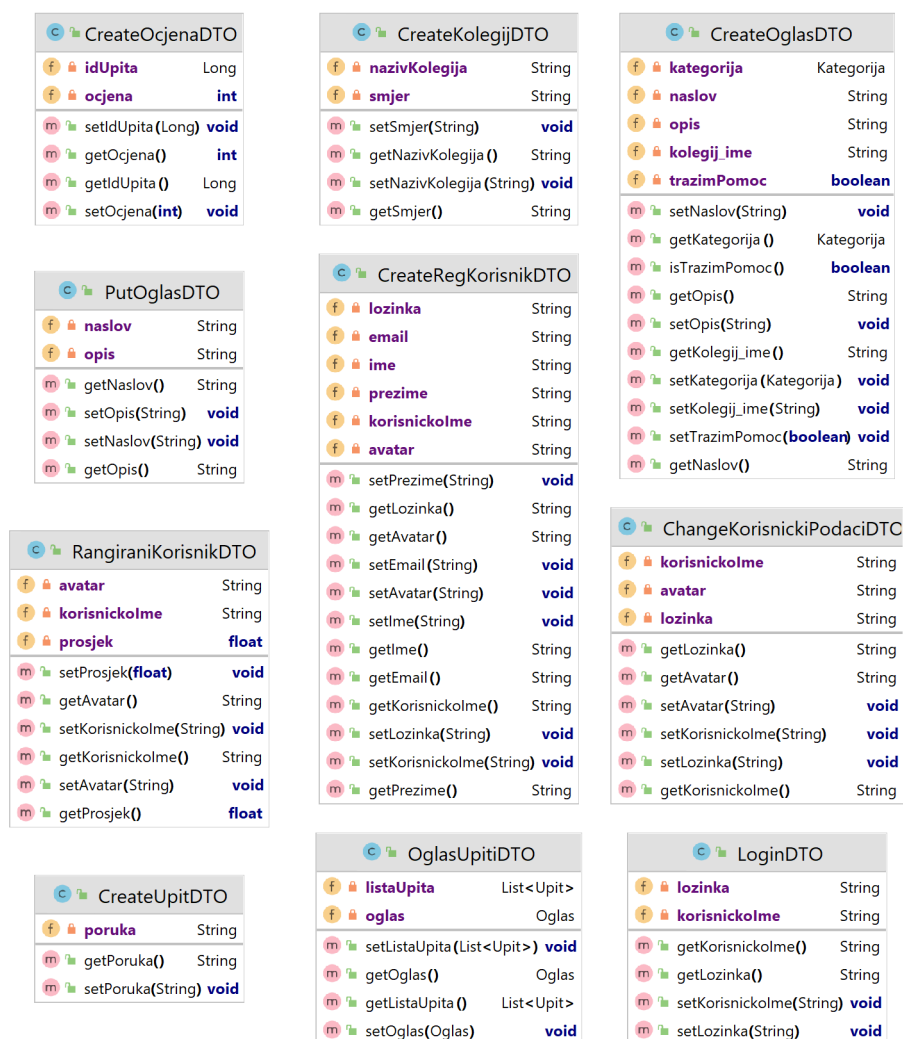 CreateOcjenaDTO
idUpita Long
ocjena int
setIdUpita(Long) void
getOcjena() int
getIdUpita() Long
setOcjena(int) void
CreateKolegijDTO
nazivKolegija String
smjer String
setSmjer(String) void
getNazivKolegija() String
setNazivKolegija(String) void
getSmjer() String
CreateOglasDTO
kategorija Kategorija
naslov String
opis String
kolegij_ime String
trazimPomoc boolean
setNaslov(String) void
getKategorija() Kategorija
isTrazimPomoc() boolean
getOpis() String
setOpis(String) void
getKolegij_ime() String
setKategorija(Kategorija) void
setKolegij_ime(String) void
setTrazimPomoc(boolean) void
getNaslov() String
PutOglasDTO
naslov String
opis String
getNaslov() String
setOpis(String) void
setNaslov(String) void
getOpis() String
CreateRegKorisnikDTO
lozinka String
email String
ime String
prezime String
korisnickoIme String
avatar String
setPrezime(String) void
getLozinka() String
getAvatar() String
setEmail(String) void
setAvatar(String) void
setIme(String) void
getIme() String
getEmail() String
getKorisnickoIme() String
setLozinka(String) void
setKorisnickoIme(String) void
getPrezime() String
ChangeKorisnickiPodaciDTO
korisnickoIme String
avatar String
lozinka String
getLozinka() String
getAvatar() String
setAvatar(String) void
setKorisnickoIme(String) void
setLozinka(String) void
getKorisnickoIme() String
RangiraniKorisnikDTO
avatar String
korisnickoIme String
prosjek float
setProsjek(float) void
getAvatar() String
setKorisnickoIme(String) void
getKorisnickoIme() String
setAvatar(String) void
getProsjek() float
CreateUpitDTO
poruka String
getPoruka() String
setPoruka(String) void
OglasUpitiDTO
listaUpita List<Upit>
oglas Oglas
setListaUpita(List<Upit>) void
getOglas() Oglas
getListaUpita() List<Upit>
setOglas(Oglas) void
LoginDTO
lozinka String
korisnickoIme String
getKorisnickoIme() String
getLozinka() String
setKorisnickoIme(String) void
setLozinka(String) void